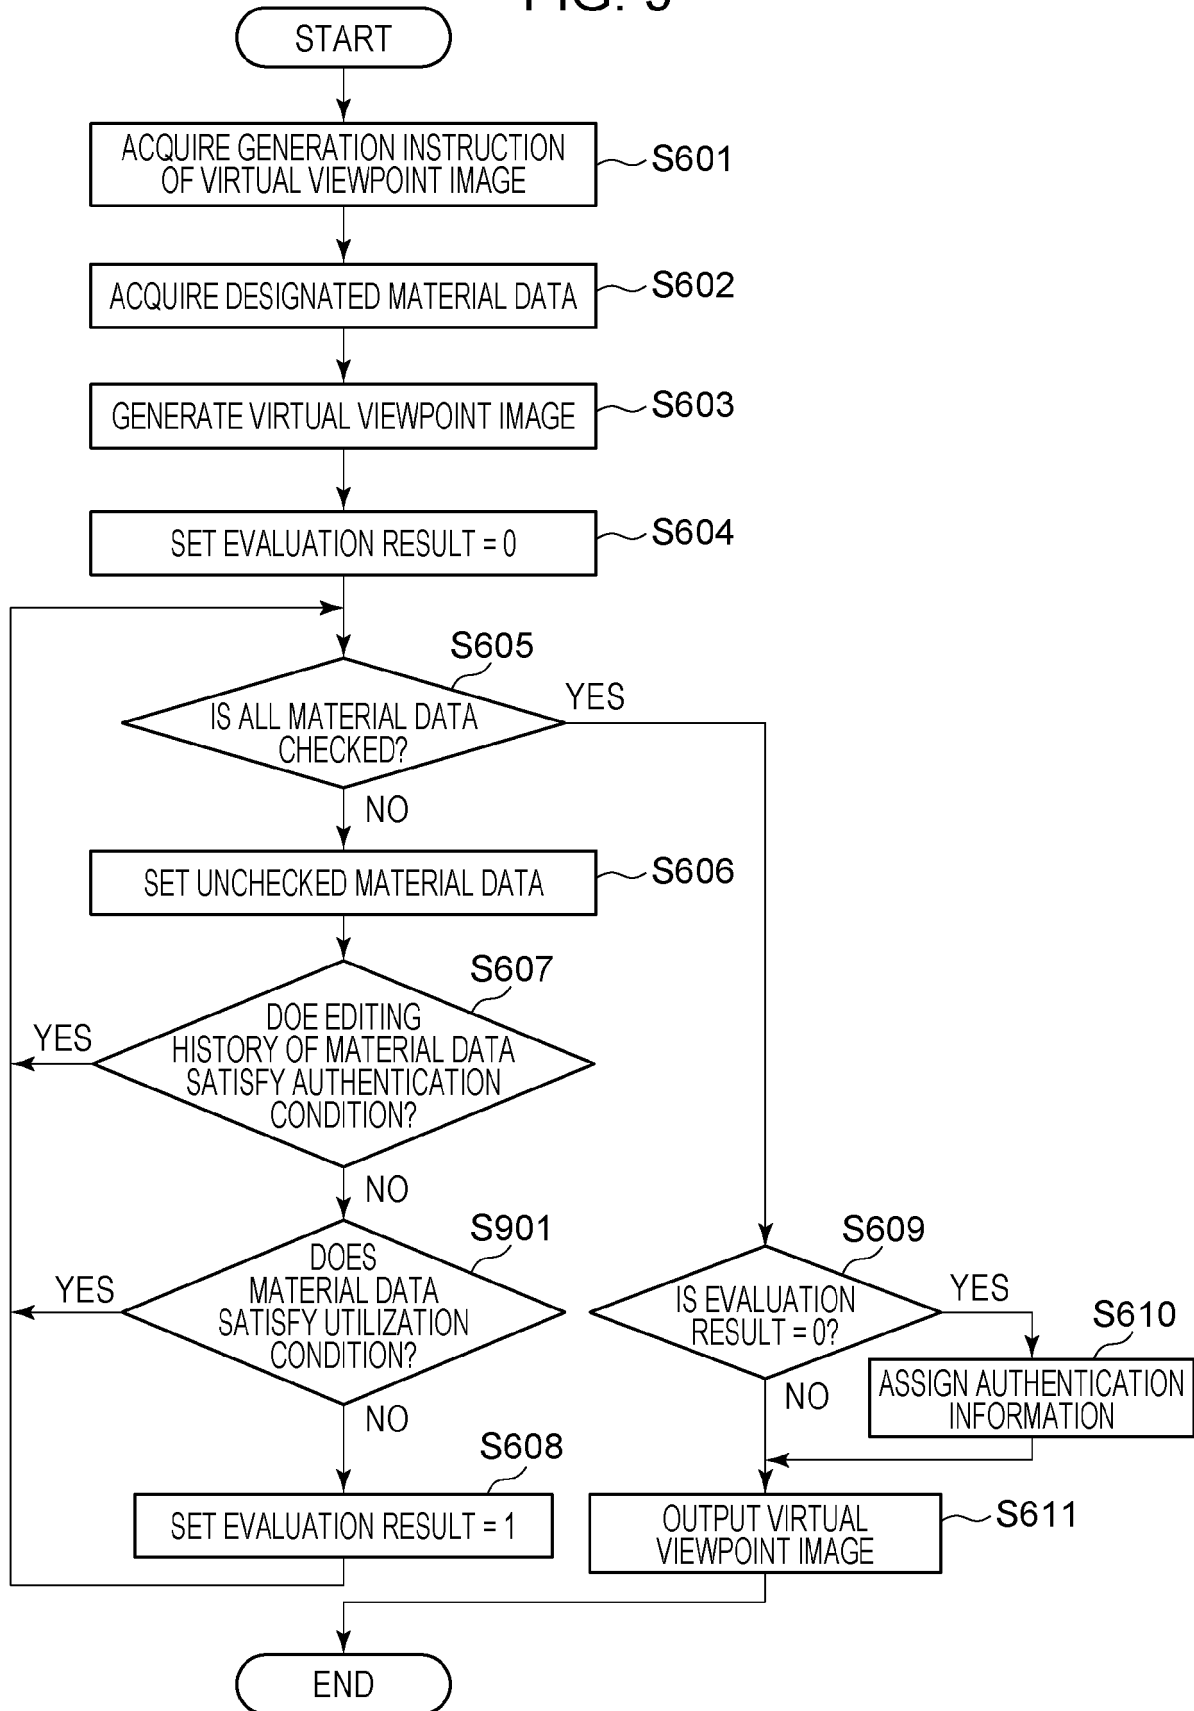 START
ACQUIRE GENERATION INSTRUCTION
OF VIRTUAL VIEWPOINT IMAGE
S601
ACQUIRE DESIGNATED MATERIAL DATA
S602
GENERATE VIRTUAL VIEWPOINT IMAGE
S603
SET EVALUATION RESULT = 0
S604
S605
IS ALL MATERIAL DATA
CHECKED?
YES
NO
SET UNCHECKED MATERIAL DATA
S606
S607
DOE EDITING
HISTORY OF MATERIAL DATA
SATISFY AUTHENTICATION
CONDITION?
YES
NO
S901
DOES
MATERIAL DATA
SATISFY UTILIZATION
CONDITION?
YES
NO
S608
SET EVALUATION RESULT = 1
S609
IS EVALUATION
RESULT = 0?
YES
NO
S610
ASSIGN AUTHENTICATION
INFORMATION
OUTPUT VIRTUAL
VIEWPOINT IMAGE
S611
END